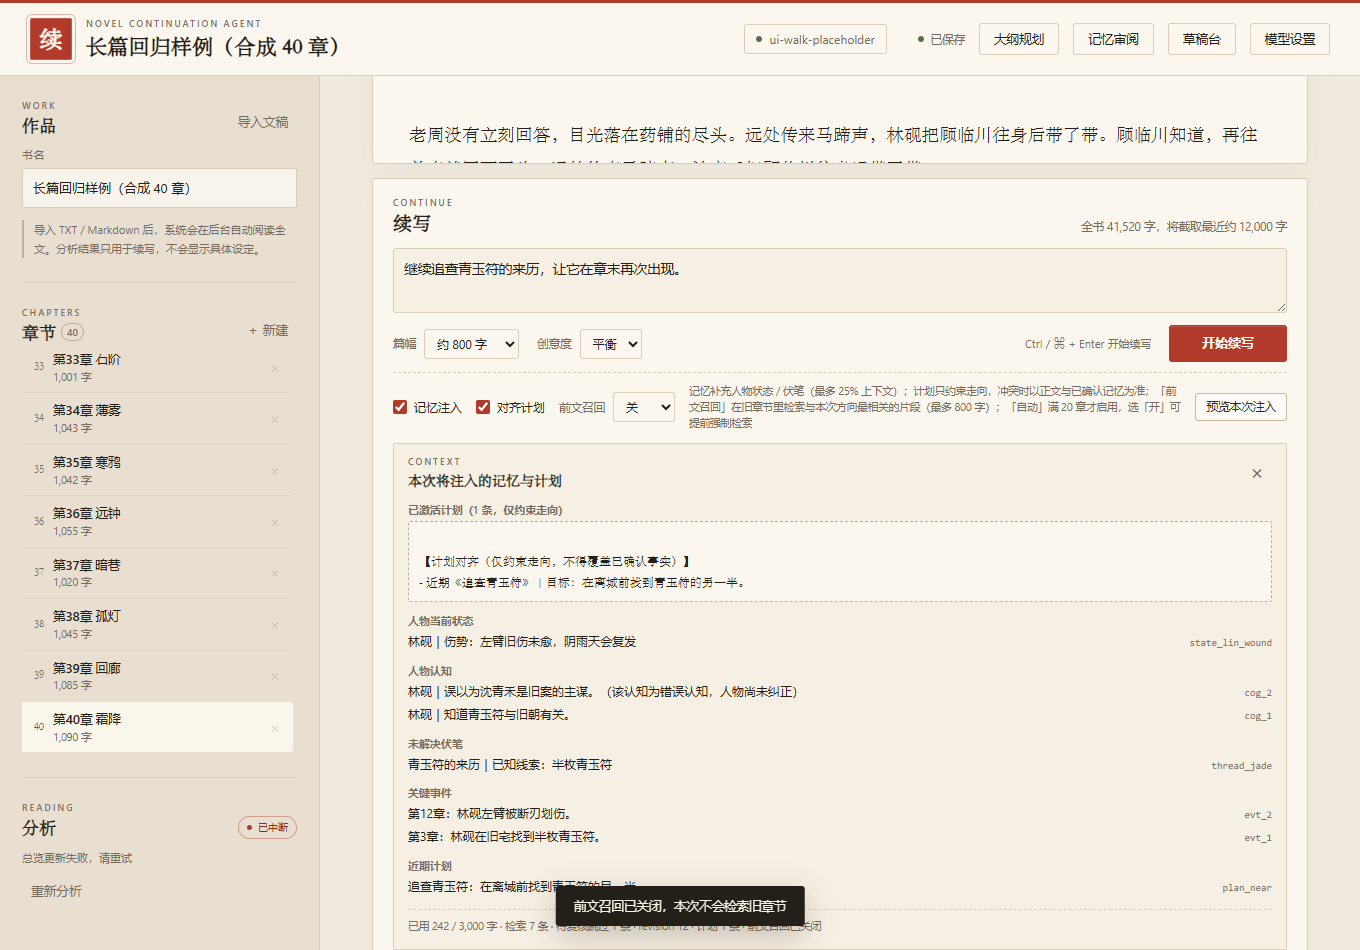 续
NOVEL CONTINUATION AGENT
长篇回归样例（合成 40 章）
ui-walk-placeholder
已保存
大纲规划
记忆审阅
草稿台
模型设置
WORK
作品
导入文稿
书名
长篇回归样例（合成 40 章）
导入 TXT / Markdown 后，系统会在后台自动阅读全
文。分析结果只用于续写，不会显示具体设定。
CHAPTERS
章节 40
+ 新建
33 第33章 石阶
1,001 字
34 第34章 薄雾
1,043 字
35 第35章 寒鸦
1,042 字
36 第36章 远钟
1,055 字
37 第37章 暗巷
1,020 字
38 第38章 孤灯
1,045 字
39 第39章 回廊
1,085 字
40 第40章 霜降
1,090 字
READING
分析
已中断
总览更新失败，请重试
重新分析
老周没有立刻回答，目光落在药铺的尽头。远处传来马蹄声，林砚把顾临川往身后带了带。顾临川知道，再往
CONTINUE
续写
全书 41,520 字，将截取最近约 12,000 字
继续追查青玉符的来历，让它在章末再次出现。
篇幅 约 800 字
创意度 平衡
Ctrl / ⌘ + Enter 开始续写
开始续写
记忆注入
对齐计划
前文召回 关
记忆补充人物状态 / 伏笔（最多 25% 上下文）；计划只约束走向，冲突时以正文与已确认记忆为准；「前
文召回」在旧章节里检索与本次方向最相关的片段（最多 800 字）；「自动」满 20 章才启用，选「开」可
提前强制检索
预览本次注入
CONTEXT
本次将注入的记忆与计划
已激活计划（1 条，仅约束走向）
【计划对齐（仅约束走向，不得覆盖已确认事实）】
- 近期《追查青玉符》｜目标：在离城前找到青玉符的另一半。
人物当前状态
林砚｜伤势：左臂旧伤未愈，阴雨天会复发
state_lin_wound
人物认知
林砚｜误以为沈青禾是旧案的主谋。（该认知为错误认知，人物尚未纠正）
cog_2
林砚｜知道青玉符与旧朝有关。
cog_1
未解决伏笔
青玉符的来历｜已知线索：半枚青玉符
thread_jade
关键事件
第12章：林砚左臂被断刃划伤。
evt_2
第3章：林砚在旧宅找到半枚青玉符。
evt_1
近期计划
追查青玉符：在离城前找到
plan_near
前文召回已关闭，本次不会检索旧章节
已用 242 / 3,000 字 · 检索 7 条